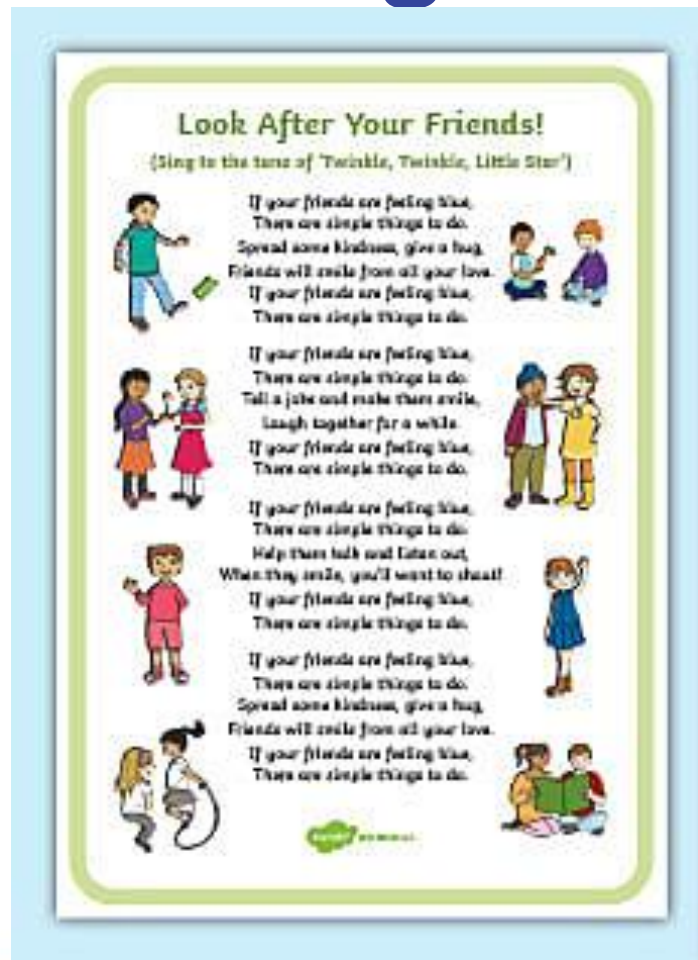 Look After Your Friends!
(Sing to the tune of 'Twinkle, Twinkle, Little Star')
If your friends are feeling blue,
There are simple things to do.
Spread some kindness, give a hug,
Friends will smile from all your love.
If your friends are feeling blue,
There are simple things to do.
If your friends are feeling blue,
There are simple things to do.
Tell a joke and make them smile,
Laugh together for a while.
If your friends are feeling blue,
There are simple things to do.
If your friends are feeling blue,
There are simple things to do.
Help them talk and listen out,
When they smile, you'll want to shout!
If your friends are feeling blue,
There are simple things to do.
If your friends are feeling blue,
There are simple things to do.
Spread some kindness, give a hug,
Friends will smile from all your love.
If your friends are feeling blue,
There are simple things to do.